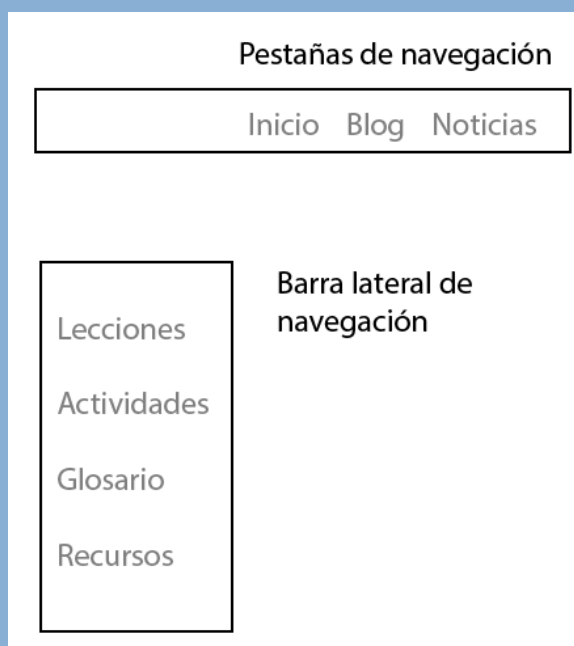 Pestañas de navegación
Inicio Blog Noticias
Barra lateral de
navegación
Lecciones
Actividades
Glosario
Recursos